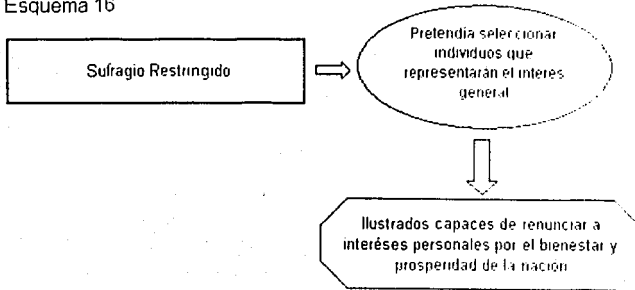 Esquema 16
Sufragio Restringido
Pretendía seleccionar
individuos que
representarán el interés
general
Ilustrados capaces de renunciar a
interéses personales por el bienestar y
prosperidad de la nación